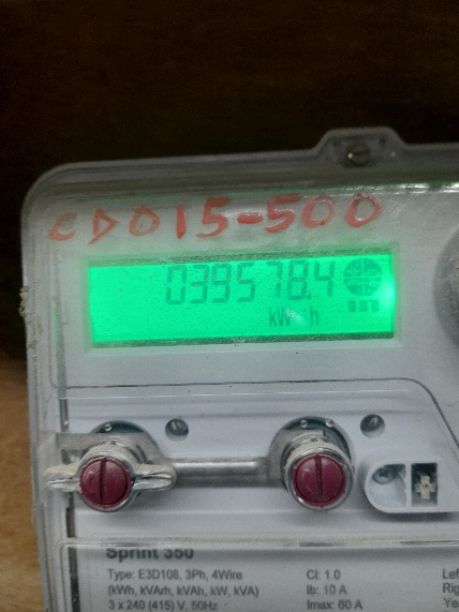 CD015-500
039578.4
kW h
Sprint 350
Type: E3D108, 3Ph, 4Wire
(kWh, kVArh, kVAh, kW, kVA)
3 x 240 (415) V, 50Hz
Cl: 1.0
Ib: 10 A
Imax: 60 A